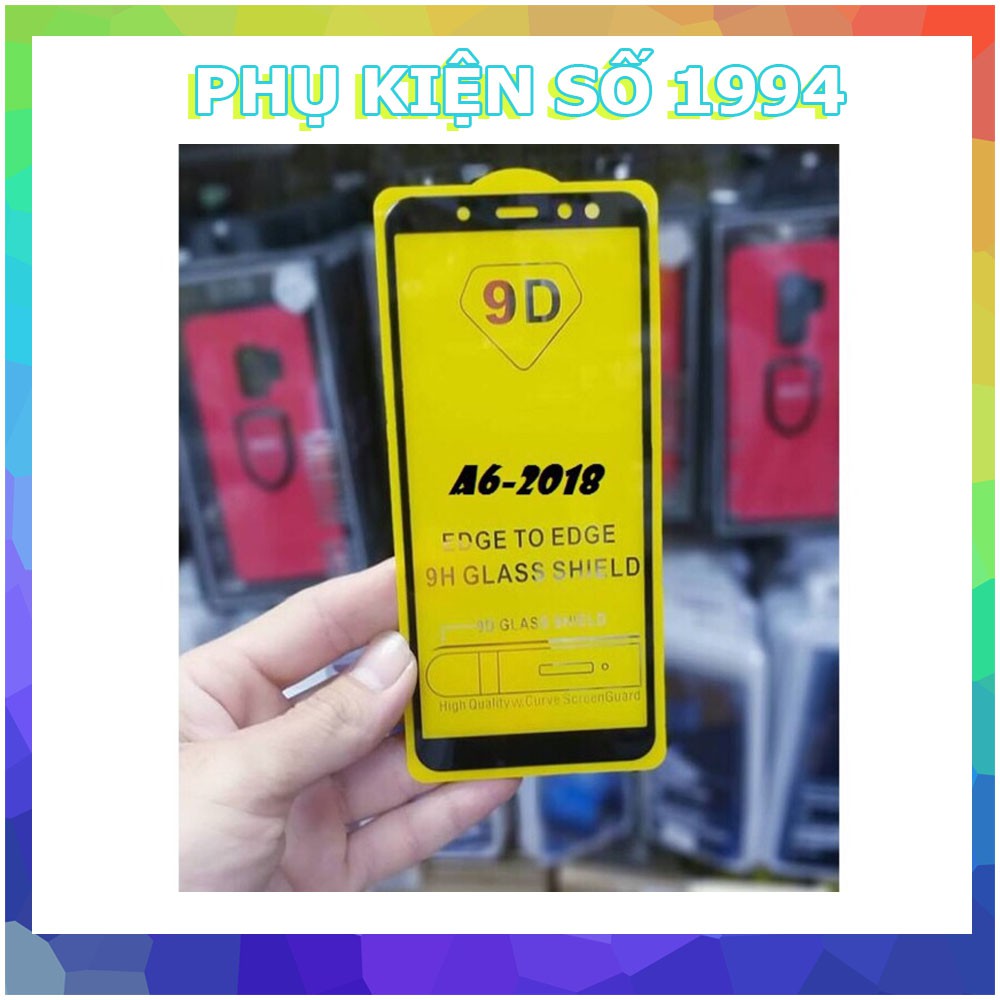 PHỤ KIỆN SỐ 1994
9D
A6-2018
EDGE TO EDGE
9H GLASS SHIELD
9D GLASS SHIELD
High Quality w. Curve ScreenGuard